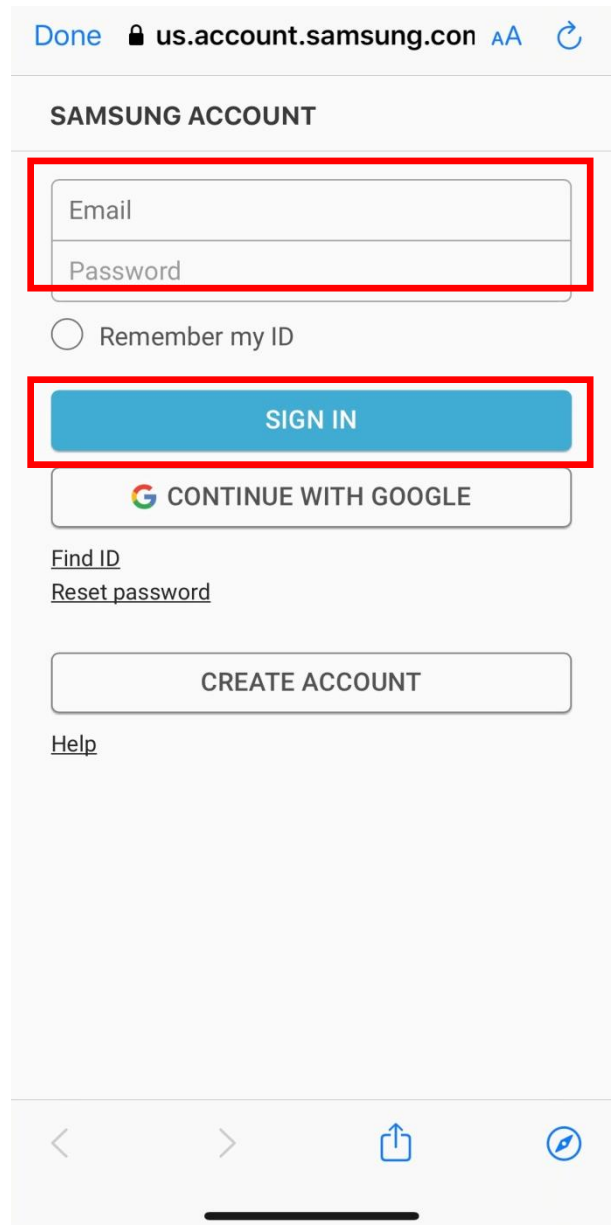 Done us.account.samsung.com AA
SAMSUNG ACCOUNT
Email
Password
Remember my ID
SIGN IN
G CONTINUE WITH GOOGLE
Find ID
Reset password
CREATE ACCOUNT
Help